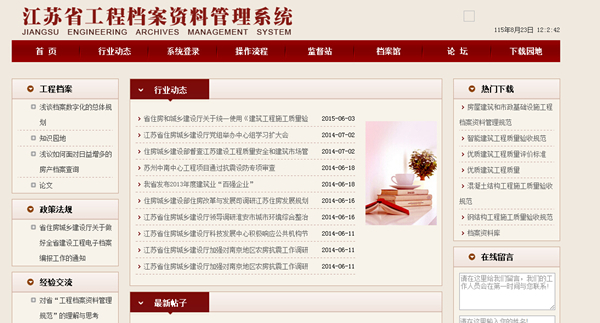 江苏省工程档案资料管理系统
JIANGSU ENGINEERING ARCHIVES MANAGEMENT SYSTEM
115年8月23日 12:2:42
首 页 行业动态 系统登录 操作流程 监督站 档案馆 论 坛 下载园地
工程档案
浅谈档案数字化的总体规
划
知识园地
浅议如何面对日益增多的
房产档案查询
论文
政策法规
省住房城乡建设厅关于做
好全省建设工程电子档案
编报工作的通知
经验交流
对省“工程档案资料管理
规范”的理解与思考
行业动态
省住房和城乡建设厅关于统一使用《建筑工程施工质量验 2015-06-03
江苏省住房城乡建设厅党组举办中心组学习扩大会 2014-07-02
住房城乡建设部督查江苏建设工程质量安全和建筑市场管 2014-07-02
苏州中南中心工程项目通过抗震设防专项审查 2014-06-18
我省发布2013年度建筑业“百强企业” 2014-06-18
住房城乡建设部住房改革与发展司调研江苏住房发展规划 2014-06-16
江苏省住房城乡建设厅领导调研淮安市城市环境综合整治 2014-06-16
江苏省住房城乡建设厅科技发展中心积极响应公共机构节 2014-06-11
江苏省住房城乡建设厅加强对南京地区农房抗震工作调研 2014-06-11
江苏省住房城乡建设厅加强对南京地区农房抗震工作调研 2014-06-11
最新帖子
热门下载
房屋建筑和市政基础设施工程
档案资料管理规范
智能建筑工程质量验收规范
优质建筑工程质量评价标准
优质建筑工程质量
混凝土结构工程施工质量验收
规范
钢结构工程施工质量验收规范
档案资料库
在线留言
请在这里给我们留言，我们的工
作人员会在第一时间与您联系!
请在这里输入您的姓名!